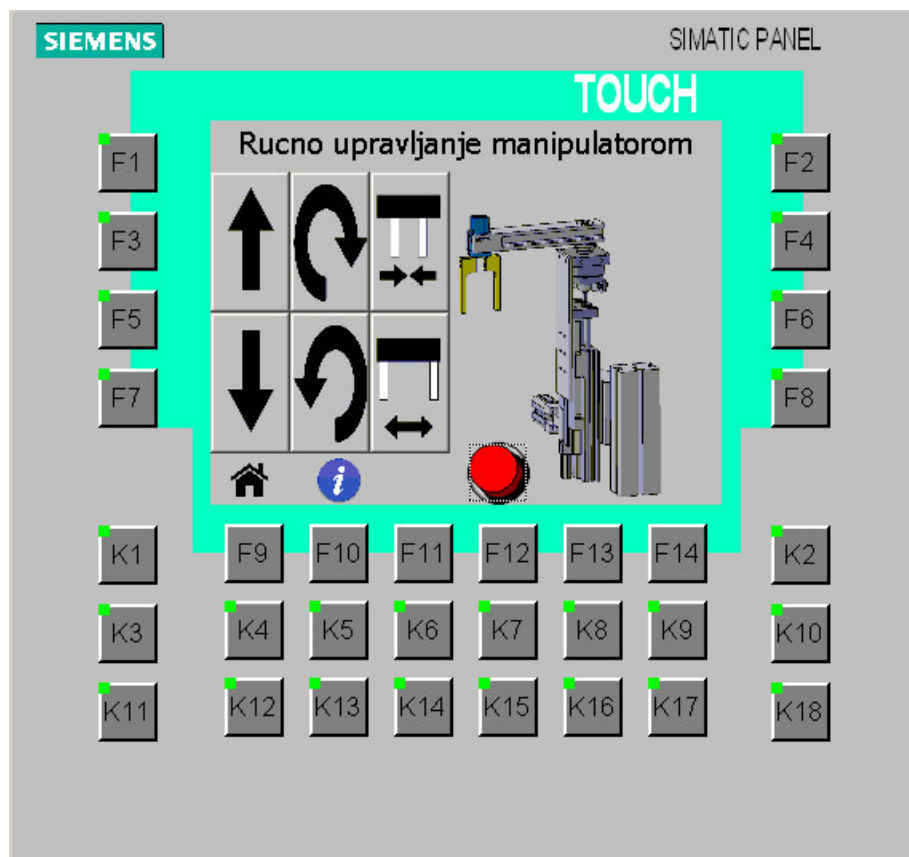 SIEMENS SIMATIC PANEL
TOUCH
Rucno upravljanje manipulatorom
F1 F2
F3 F4
F5 F6
F7 F8
i
K1 F9 F10 F11 F12 F13 F14 K2
K3 K4 K5 K6 K7 K8 K9 K10
K11 K12 K13 K14 K15 K16 K17 K18